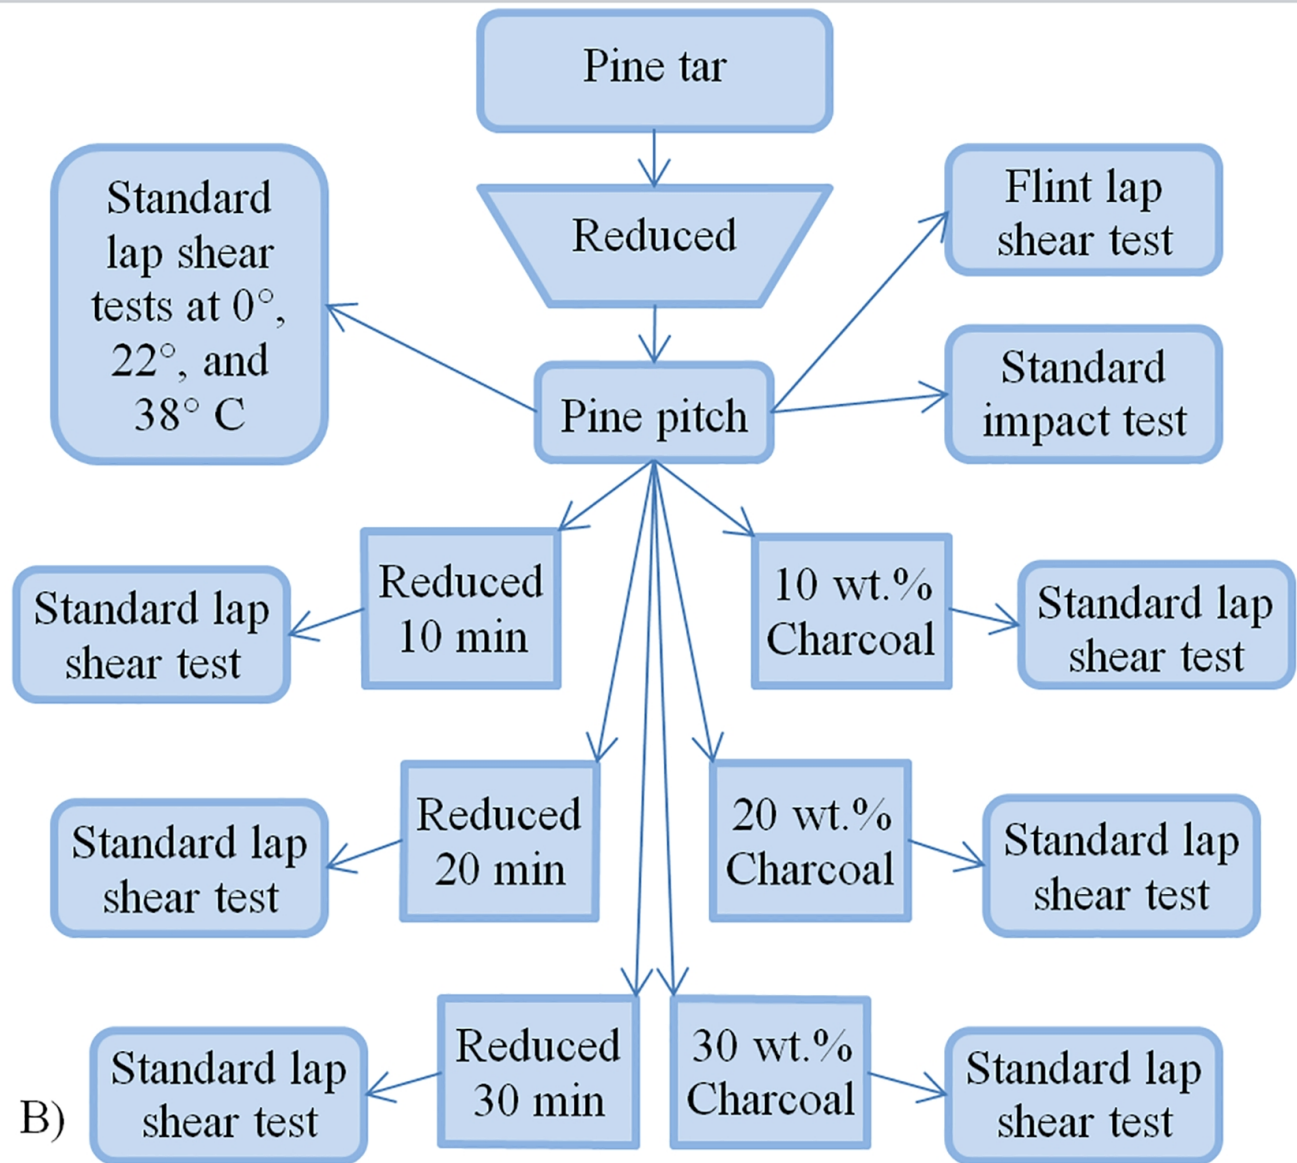 Pine tar
Reduced
Standard
lap shear
tests at 0°,
22°, and
38° C
Flint lap
shear test
Standard
impact test
Pine pitch
Reduced
10 min
10 wt.%
Charcoal
Standard lap
shear test
Standard lap
shear test
Reduced
20 min
20 wt.%
Charcoal
Standard lap
shear test
Standard lap
shear test
Reduced
30 min
30 wt.%
Charcoal
Standard lap
shear test
Standard lap
shear test
B)